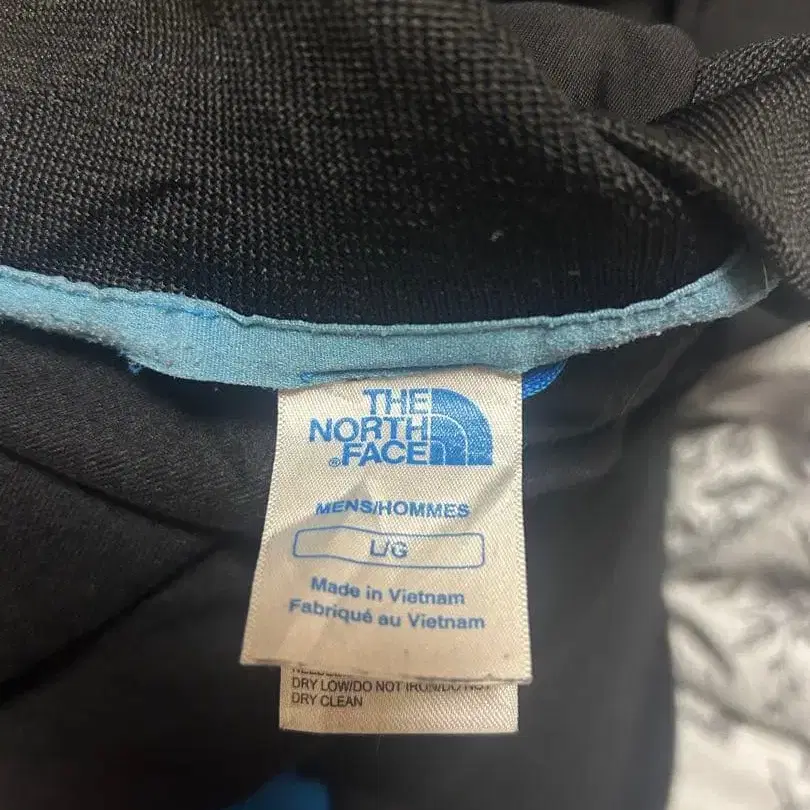 THE
NORTH
FACE
MENS/HOMMES
L/G
Made in Vietnam
Fabriqué au Vietnam
DRY LOW/DO NOT IRON/DO NOT
DRY CLEAN